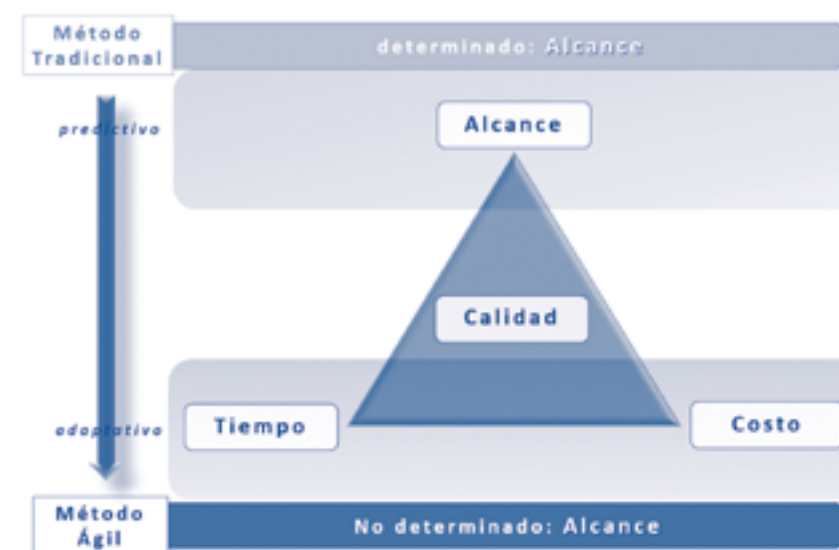 Método
Tradicional
determinado: Alcance
predictivo
Alcance
Calidad
adaptativo
Tiempo
Costo
Método
Ágil
No determinado: Alcance